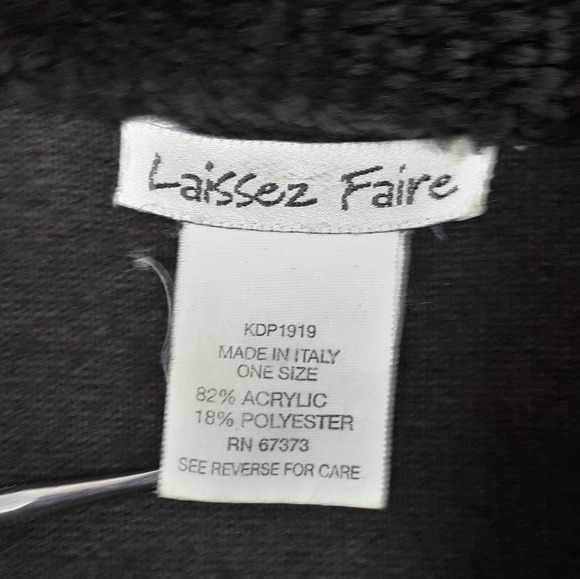 Laissez Faire
KDP1919
MADE IN ITALY
ONE SIZE
82% ACRYLIC
18% POLYESTER
RN 67373
SEE REVERSE FOR CARE